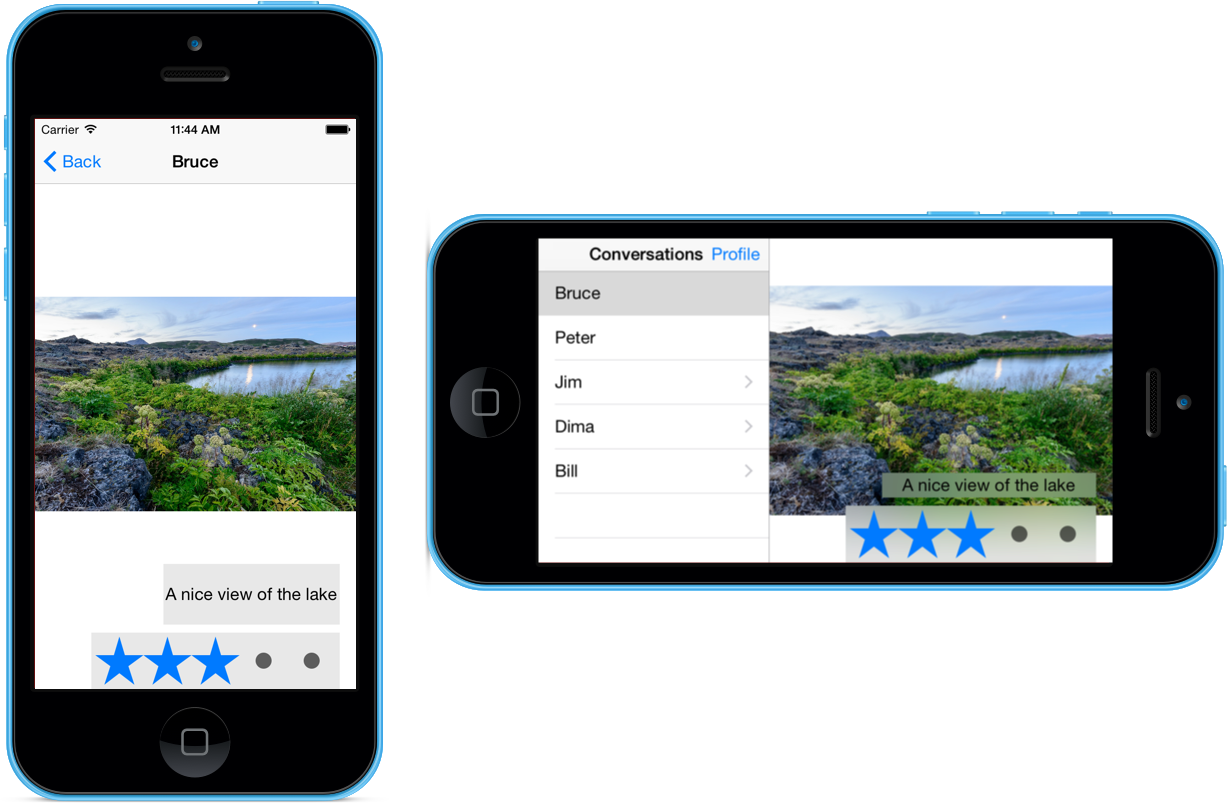 Carrier 11:44 AM
Back Bruce
A nice view of the lake
Conversations Profile
Bruce
Peter
Jim
Dima
Bill
A nice view of the lake